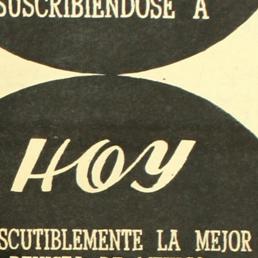 SUSCRIBIENDOSE A
HOY
SCUTIBLEMENTE LA MEJOR